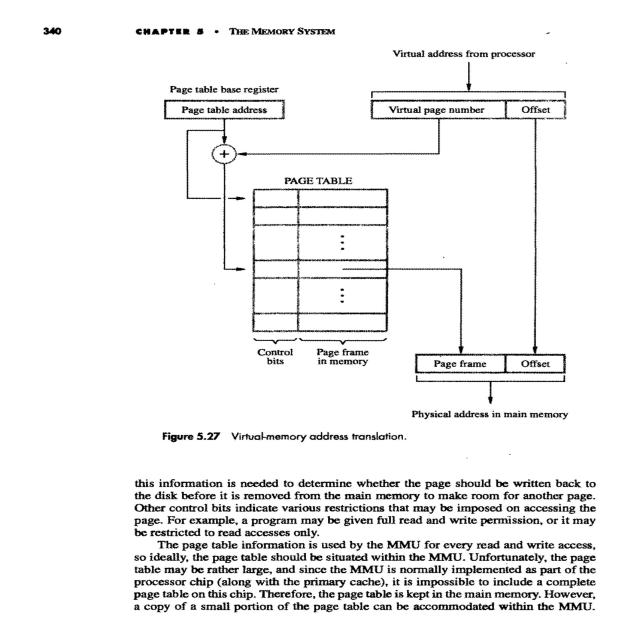 340 CHAPTER 5 • THE MEMORY SYSTEM
Virtual address from processor
Page table base register
Page table address
Virtual page number Offset
+
PAGE TABLE
Control
bits
Page frame
in memory
Page frame Offset
Physical address in main memory
Figure 5.27 Virtual-memory address translation.
this information is needed to determine whether the page should be written back to
the disk before it is removed from the main memory to make room for another page.
Other control bits indicate various restrictions that may be imposed on accessing the
page. For example, a program may be given full read and write permission, or it may
be restricted to read accesses only.
The page table information is used by the MMU for every read and write access,
so ideally, the page table should be situated within the MMU. Unfortunately, the page
table may be rather large, and since the MMU is normally implemented as part of the
processor chip (along with the primary cache), it is impossible to include a complete
page table on this chip. Therefore, the page table is kept in the main memory. However,
a copy of a small portion of the page table can be accommodated within the MMU.